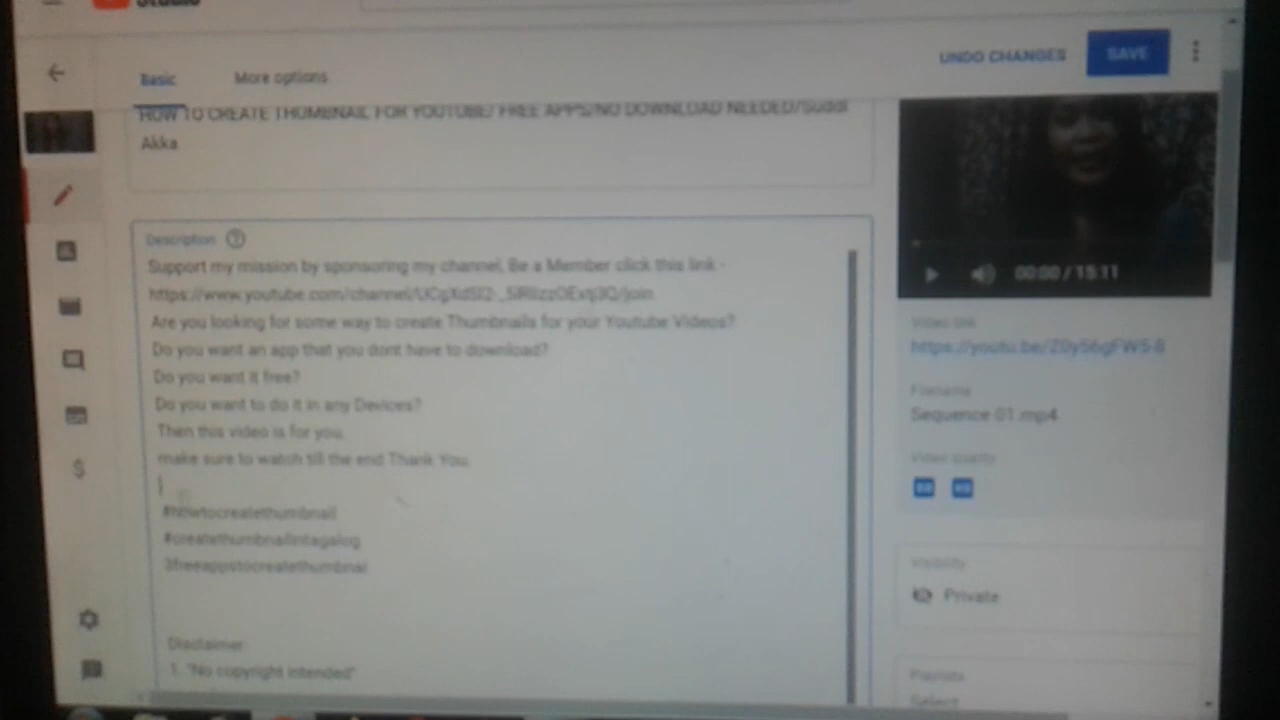 Studio
UNDO CHANGES
SAVE
Basic
More options
HOW TO CREATE THUMBNAIL FOR YOUTUBE/ FREE APPS/NO DOWNLOAD NEEDED/Suddi
Akka
Description
Support my mission by sponsoring my channel, Be a Member click this link -
Are you looking for some way to create Thumbnails for your Youtube Videos?
Do you want an app that you dont have to download?
Do you want it free?
Do you want to do it in any Devices?
Then this video is for you.
make sure to watch till the end Thank You.
#howtocreatethumbnail
#createthumbnailintagalog
3freeappstocreatethumbnai
Disclaimer:
1. "No copyright intended"
00:00 / 15:11
Video link
Filename
Sequence 01.mp4
Video quality
Visibility
Private
Playlists
Select